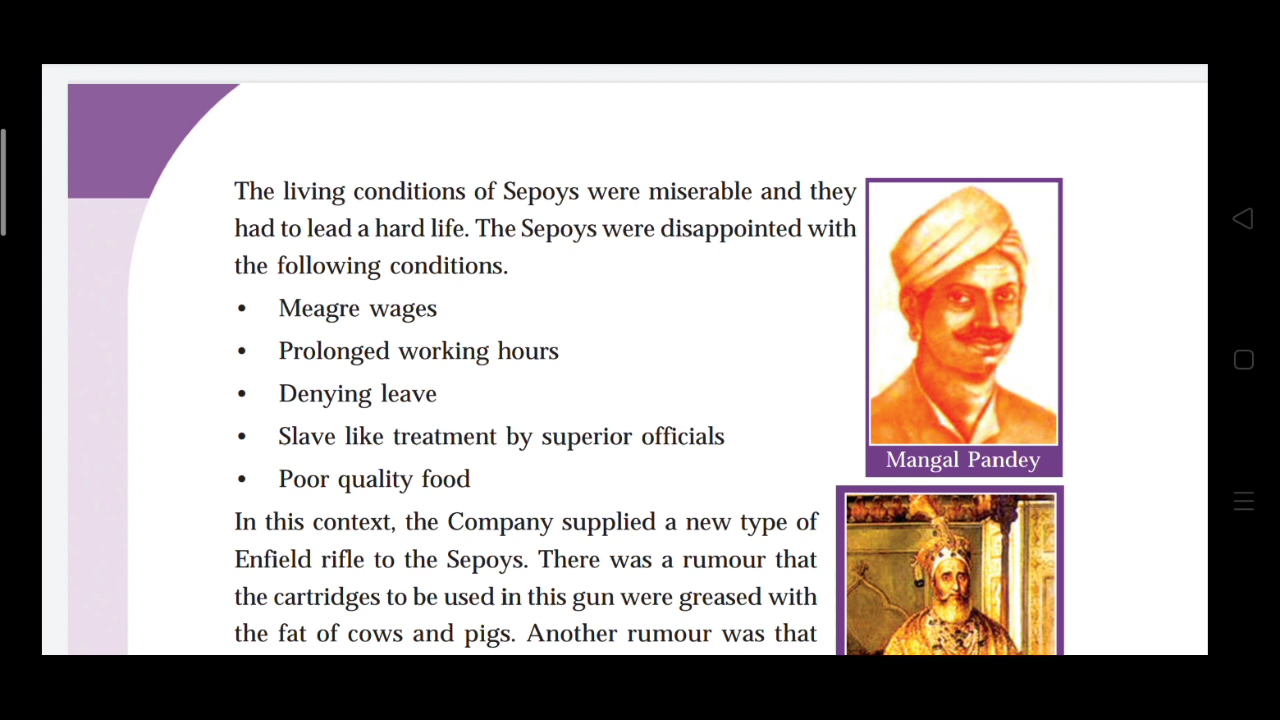 The living conditions of Sepoys were miserable and they
had to lead a hard life. The Sepoys were disappointed with
the following conditions.
• Meagre wages
• Prolonged working hours
• Denying leave
• Slave like treatment by superior officials
• Poor quality food
Mangal Pandey
In this context, the Company supplied a new type of
Enfield rifle to the Sepoys. There was a rumour that
the cartridges to be used in this gun were greased with
the fat of cows and pigs. Another rumour was that